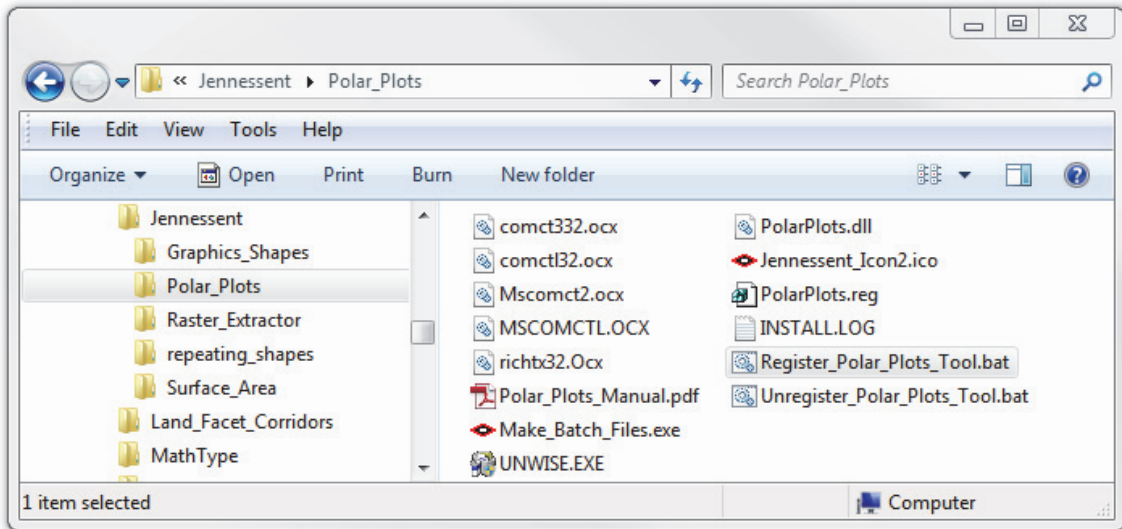 « Jennessent ▸ Polar_Plots
Search Polar_Plots
File Edit View Tools Help
Organize Open Print Burn New folder
Jennessent
Graphics_Shapes
Polar_Plots
Raster_Extractor
repeating_shapes
Surface_Area
Land_Facet_Corridors
MathType
comct332.ocx
comctl32.ocx
Mscomct2.ocx
MSCOMCTL.OCX
richtx32.Ocx
Polar_Plots_Manual.pdf
Make_Batch_Files.exe
UNWISE.EXE
PolarPlots.dll
Jennessent_Icon2.ico
PolarPlots.reg
INSTALL.LOG
Register_Polar_Plots_Tool.bat
Unregister_Polar_Plots_Tool.bat
1 item selected
Computer